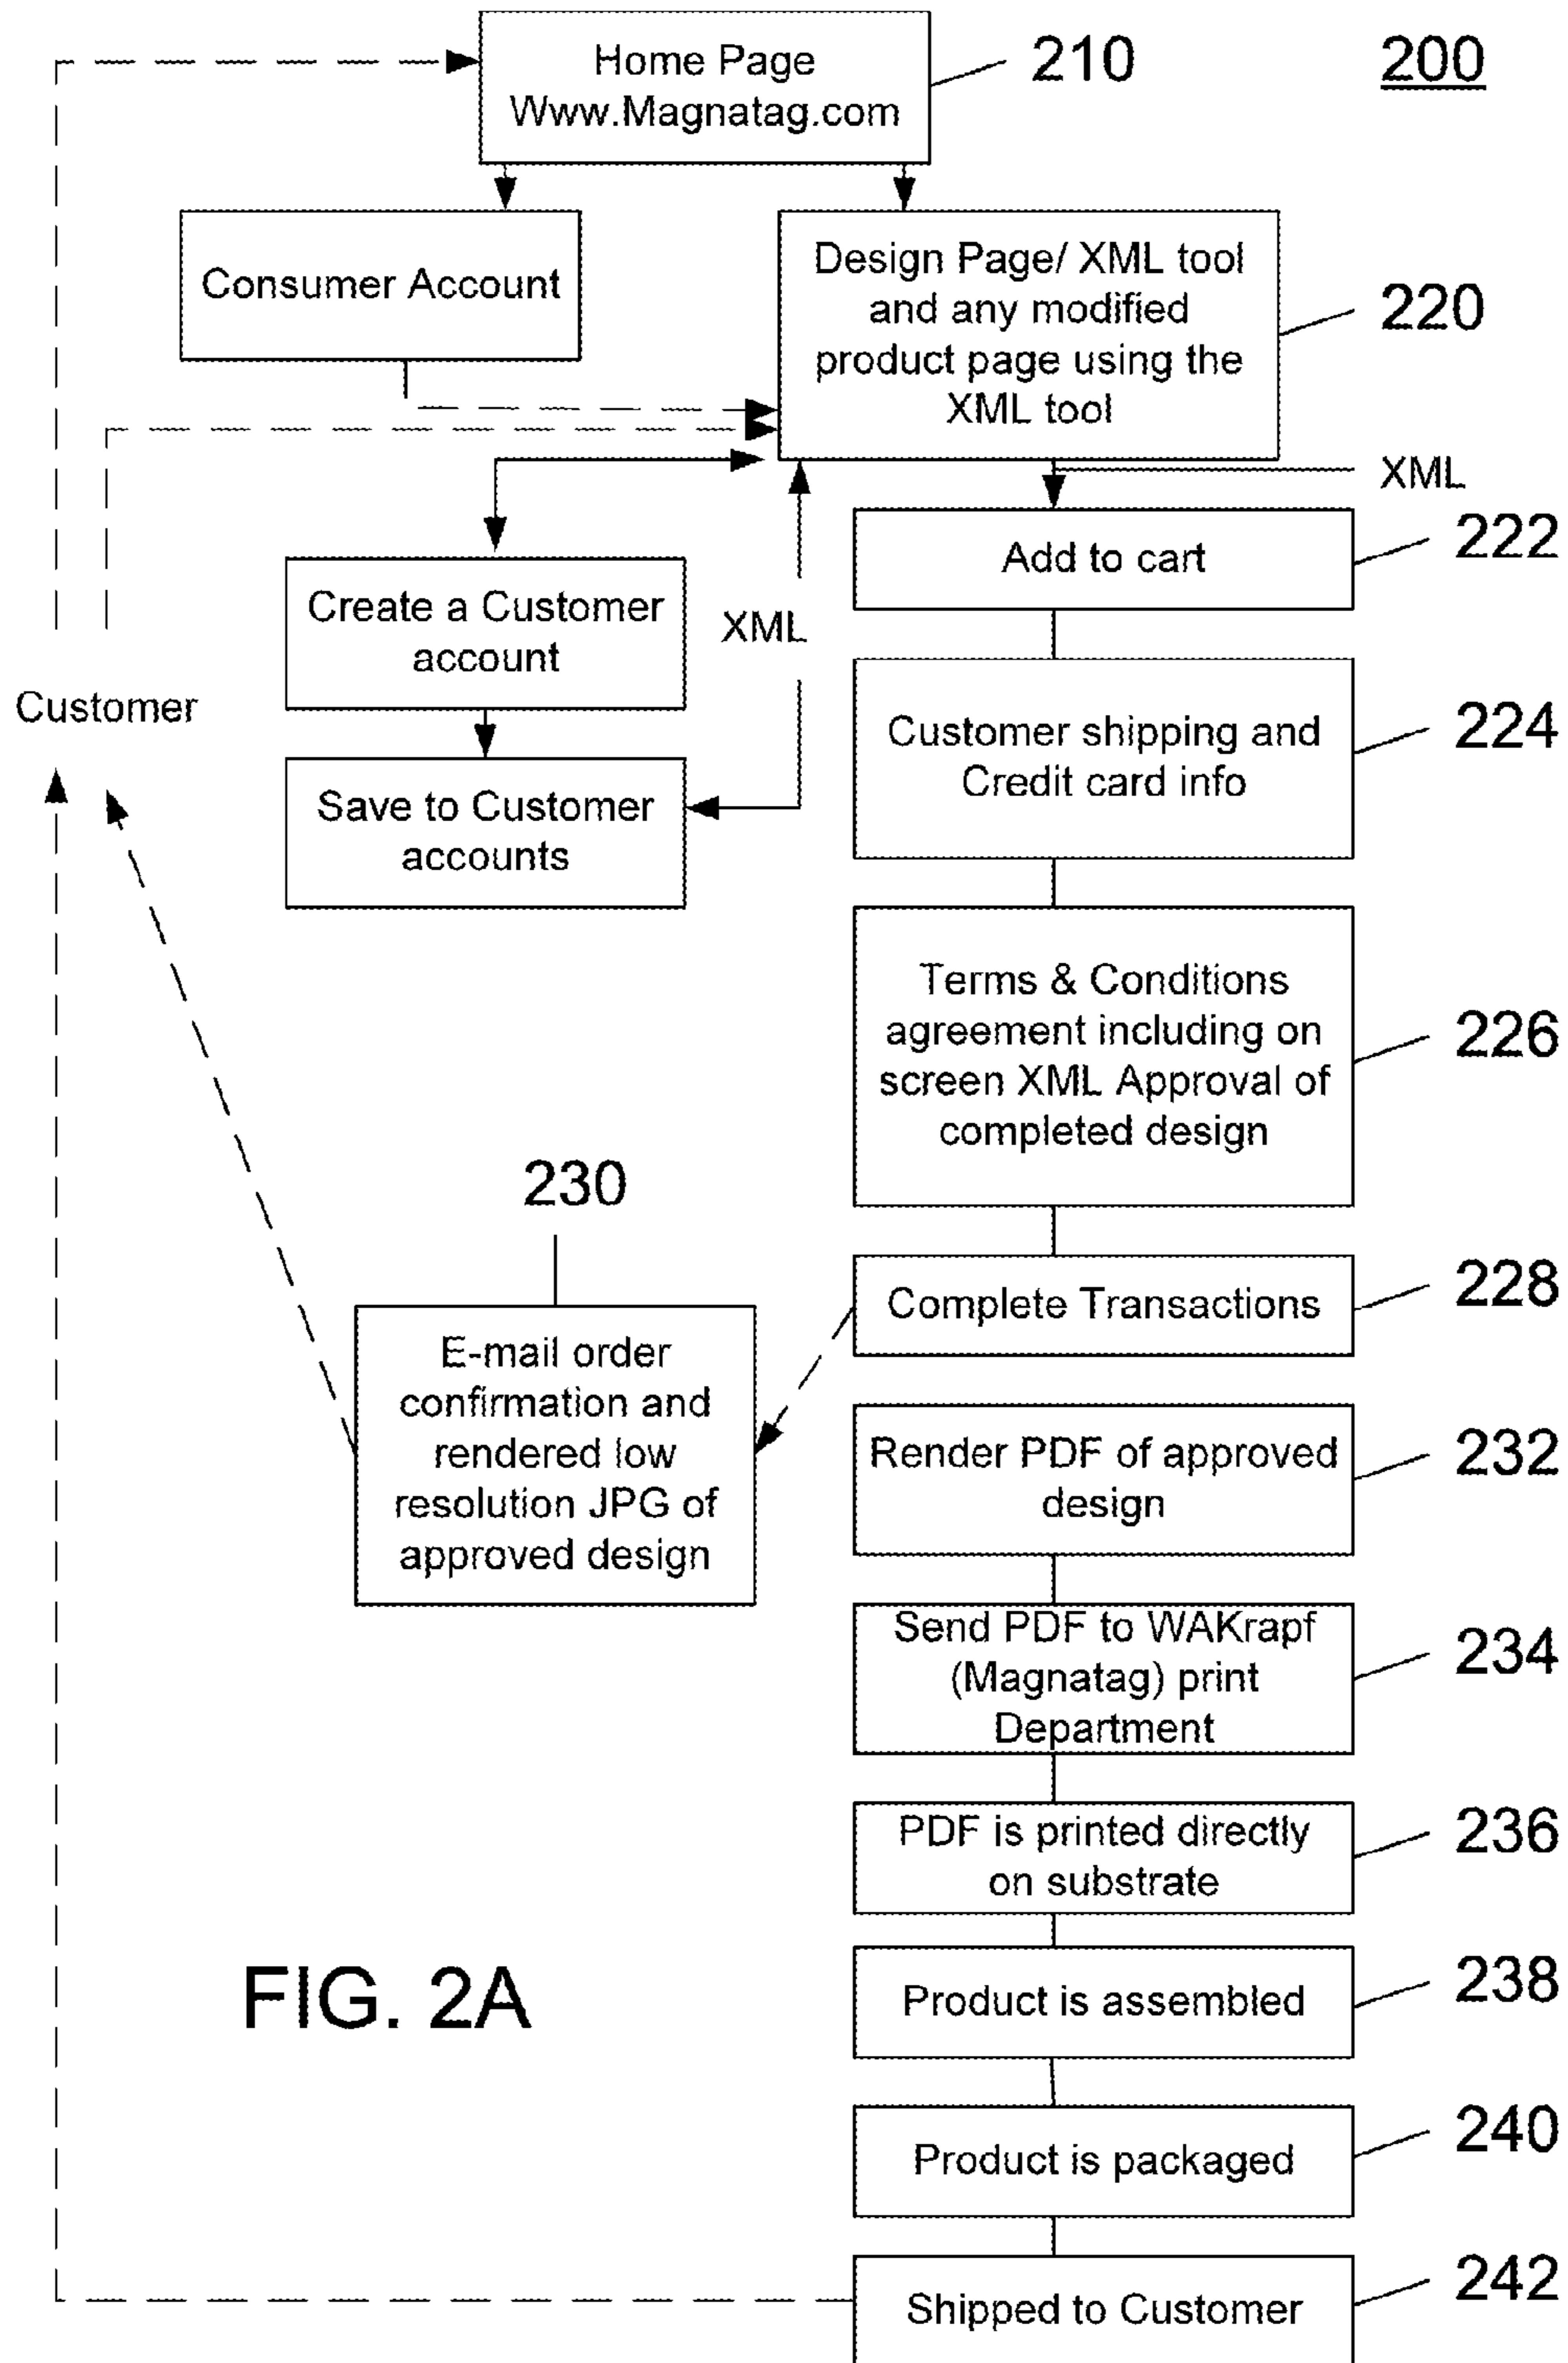 Home Page
Www.Magnatag.com
210
200
Consumer Account
Design Page/ XML tool
and any modified
product page using the
XML tool
220
XML
Add to cart
222
Create a Customer
account
XML
Customer
Customer shipping and
Credit card info
224
Save to Customer
accounts
Terms & Conditions
agreement including on
screen XML Approval of
completed design
226
230
Complete Transactions
228
E-mail order
confirmation and
rendered low
resolution JPG of
approved design
Render PDF of approved
design
232
Send PDF to WAKrapf
(Magnatag) print
Department
234
PDF is printed directly
on substrate
236
FIG. 2A
Product is assembled
238
Product is packaged
240
Shipped to Customer
242